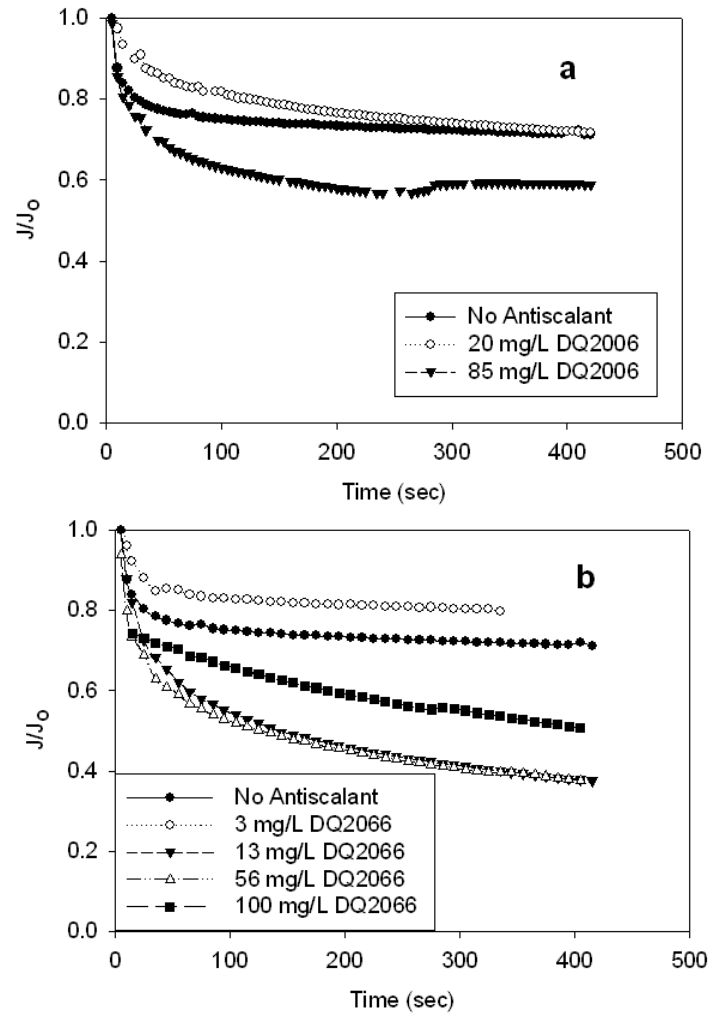 1.0
a
0.8
0.6
J/Jo
0.4
No Antiscalant
20 mg/L DQ2006
0.2
85 mg/L DQ2006
0.0
0 100 200 300 400 500
Time (sec)
1.0
b
0.8
0.6
J/Jo
0.4
No Antiscalant
3 mg/L DQ2066
0.2
13 mg/L DQ2066
56 mg/L DQ2066
100 mg/L DQ2066
0.0
0 100 200 300 400 500
Time (sec)